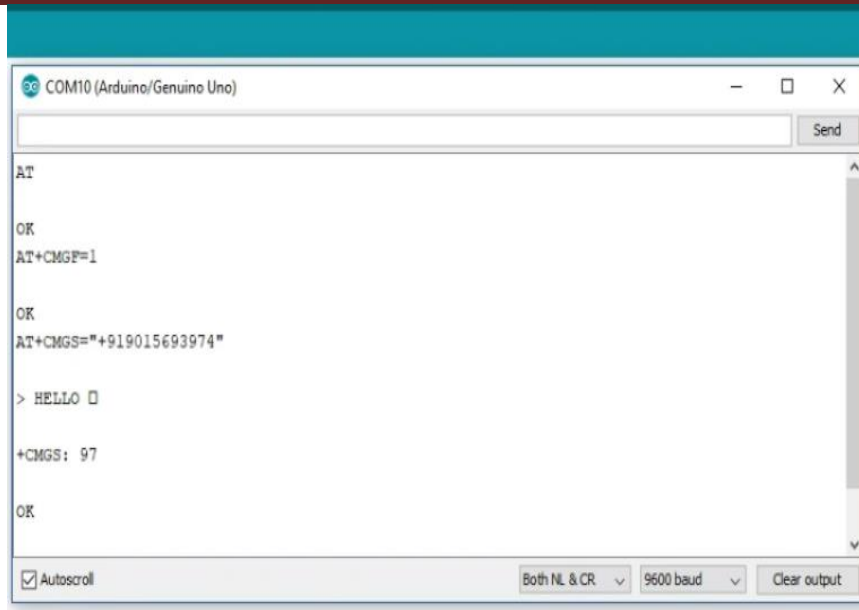 COM10 (Arduino/Genuino Uno)
Send
AT
OK
AT+CMGF=1
OK
AT+CMGS="+919015693974"
> HELLO □
+CMGS: 97
OK
Autoscroll
Both NL & CR
9600 baud
Clear output